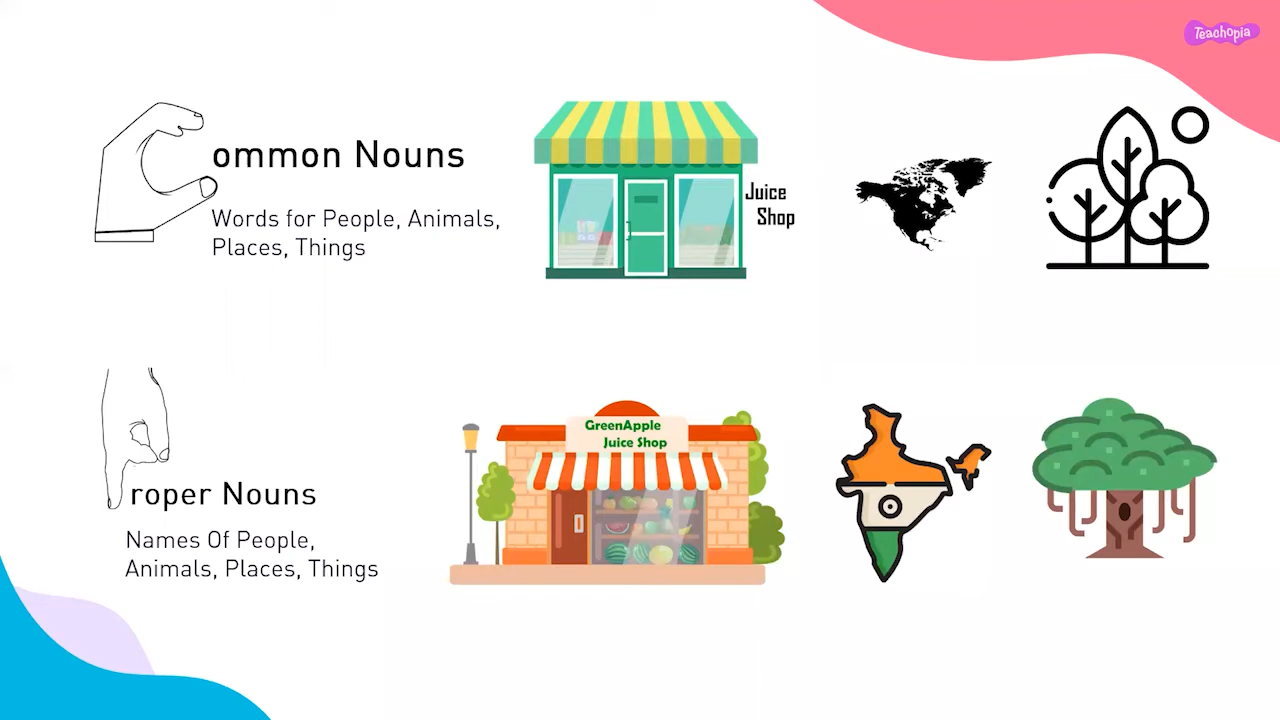 Teachopia
ommon Nouns
Words for People, Animals,
Places, Things
Juice
Shop
roper Nouns
Names Of People,
Animals, Places, Things
GreenApple
Juice Shop